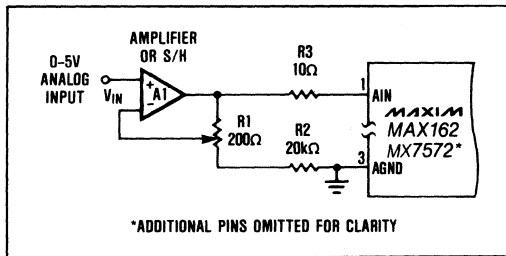 AMPLIFIER
OR S/H
0–5V
ANALOG
INPUT
VIN
+
A1
−
R3
10Ω
R1
200Ω
R2
20kΩ
1
AIN
MAXIM
MAX162
MX7572*
3
AGND
*ADDITIONAL PINS OMITTED FOR CLARITY